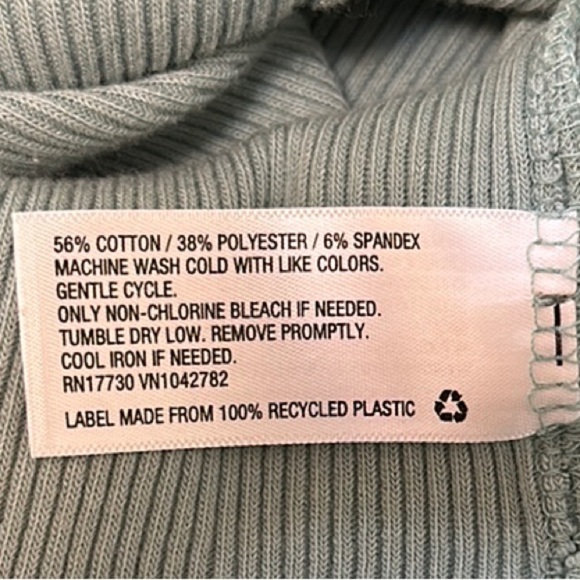 56% COTTON / 38% POLYESTER / 6% SPANDEX
MACHINE WASH COLD WITH LIKE COLORS.
GENTLE CYCLE.
ONLY NON-CHLORINE BLEACH IF NEEDED.
TUMBLE DRY LOW. REMOVE PROMPTLY.
COOL IRON IF NEEDED.
RN17730 VN1042782
LABEL MADE FROM 100% RECYCLED PLASTIC